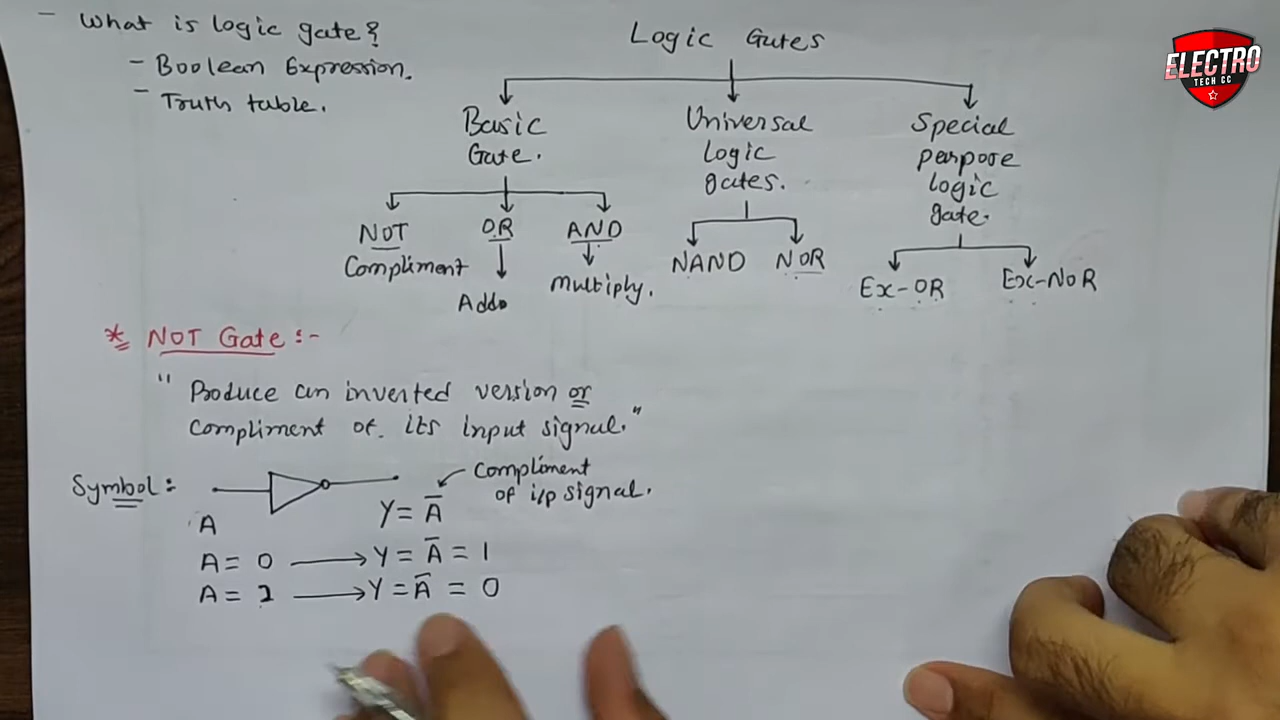 - What is logic gate?
- Boolean Expression.
- Truth table.
Logic Gates
Basic
Gate.
Universal
Logic
gates.
Special
perpose
logic
gate.
NOT
Compliment
OR
Add
AND
Multiply.
NAND
NOR
Ex-OR
Ex-NOR
* NOT Gate :-
" Produce an inverted version or
Compliment of its input signal."
Symbol :
A
Y = A̅
Compliment
of i/p signal.
A = 0 → Y = A̅ = 1
A = 1 → Y = A̅ = 0
ELECTRO
TECH CC